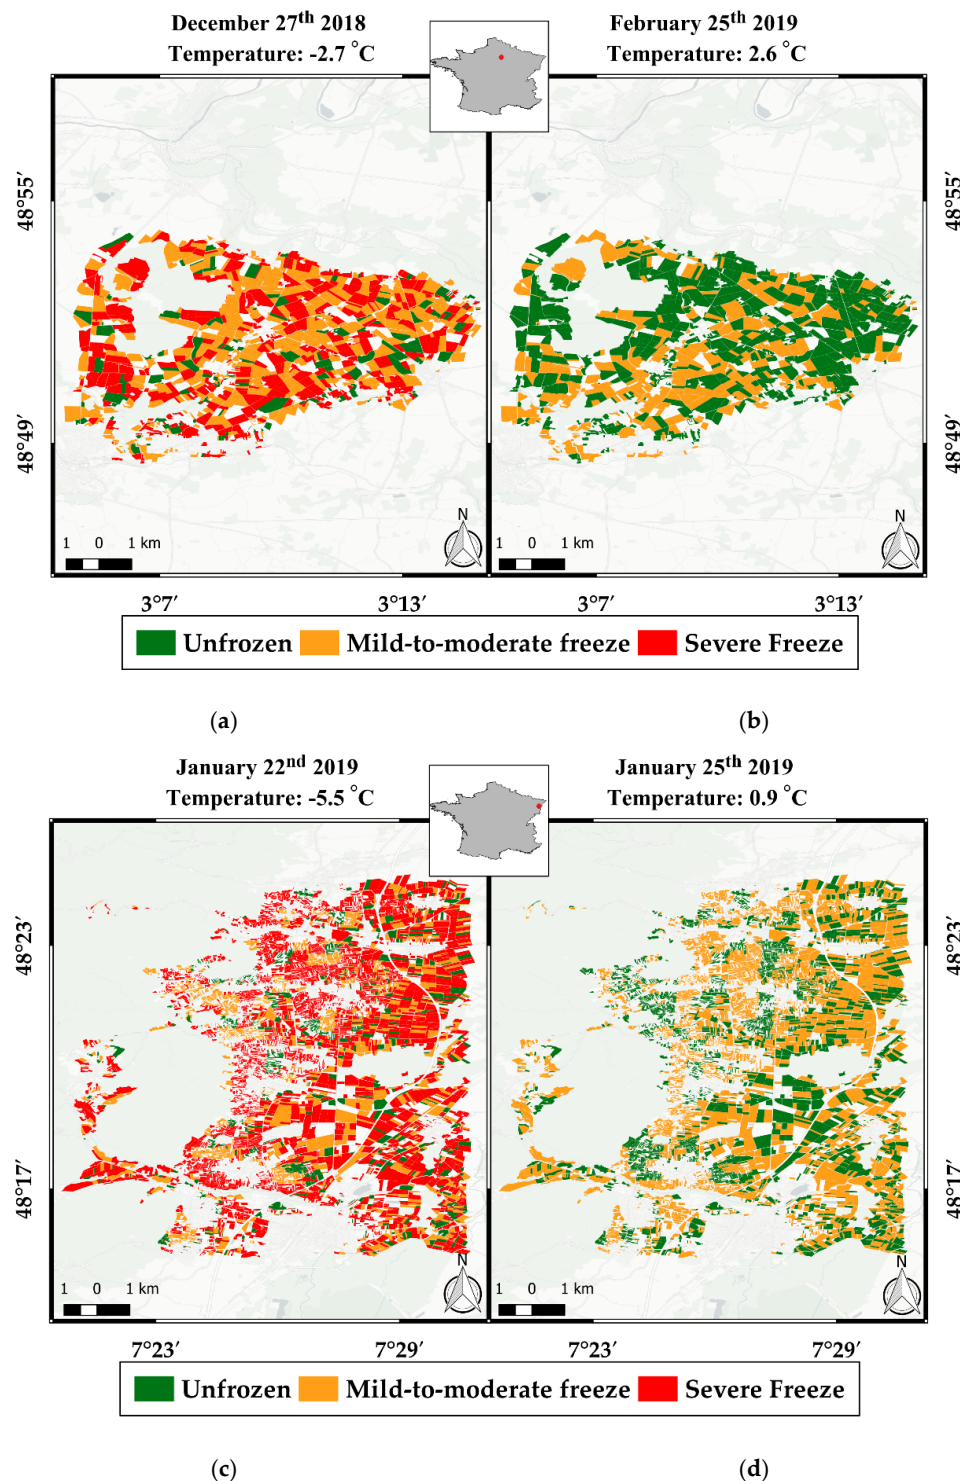 December 27th 2018
Temperature: -2.7 °C
February 25th 2019
Temperature: 2.6 °C
48°55′
48°55′
48°49′
48°49′
N
N
1 0 1 km
1 0 1 km
3°7′
3°13′
3°7′
3°13′
Unfrozen Mild-to-moderate freeze Severe Freeze
(a)
(b)
January 22nd 2019
Temperature: -5.5 °C
January 25th 2019
Temperature: 0.9 °C
48°23′
48°23′
48°17′
48°17′
N
N
1 0 1 km
1 0 1 km
7°23′
7°29′
7°23′
7°29′
Unfrozen Mild-to-moderate freeze Severe Freeze
(c)
(d)